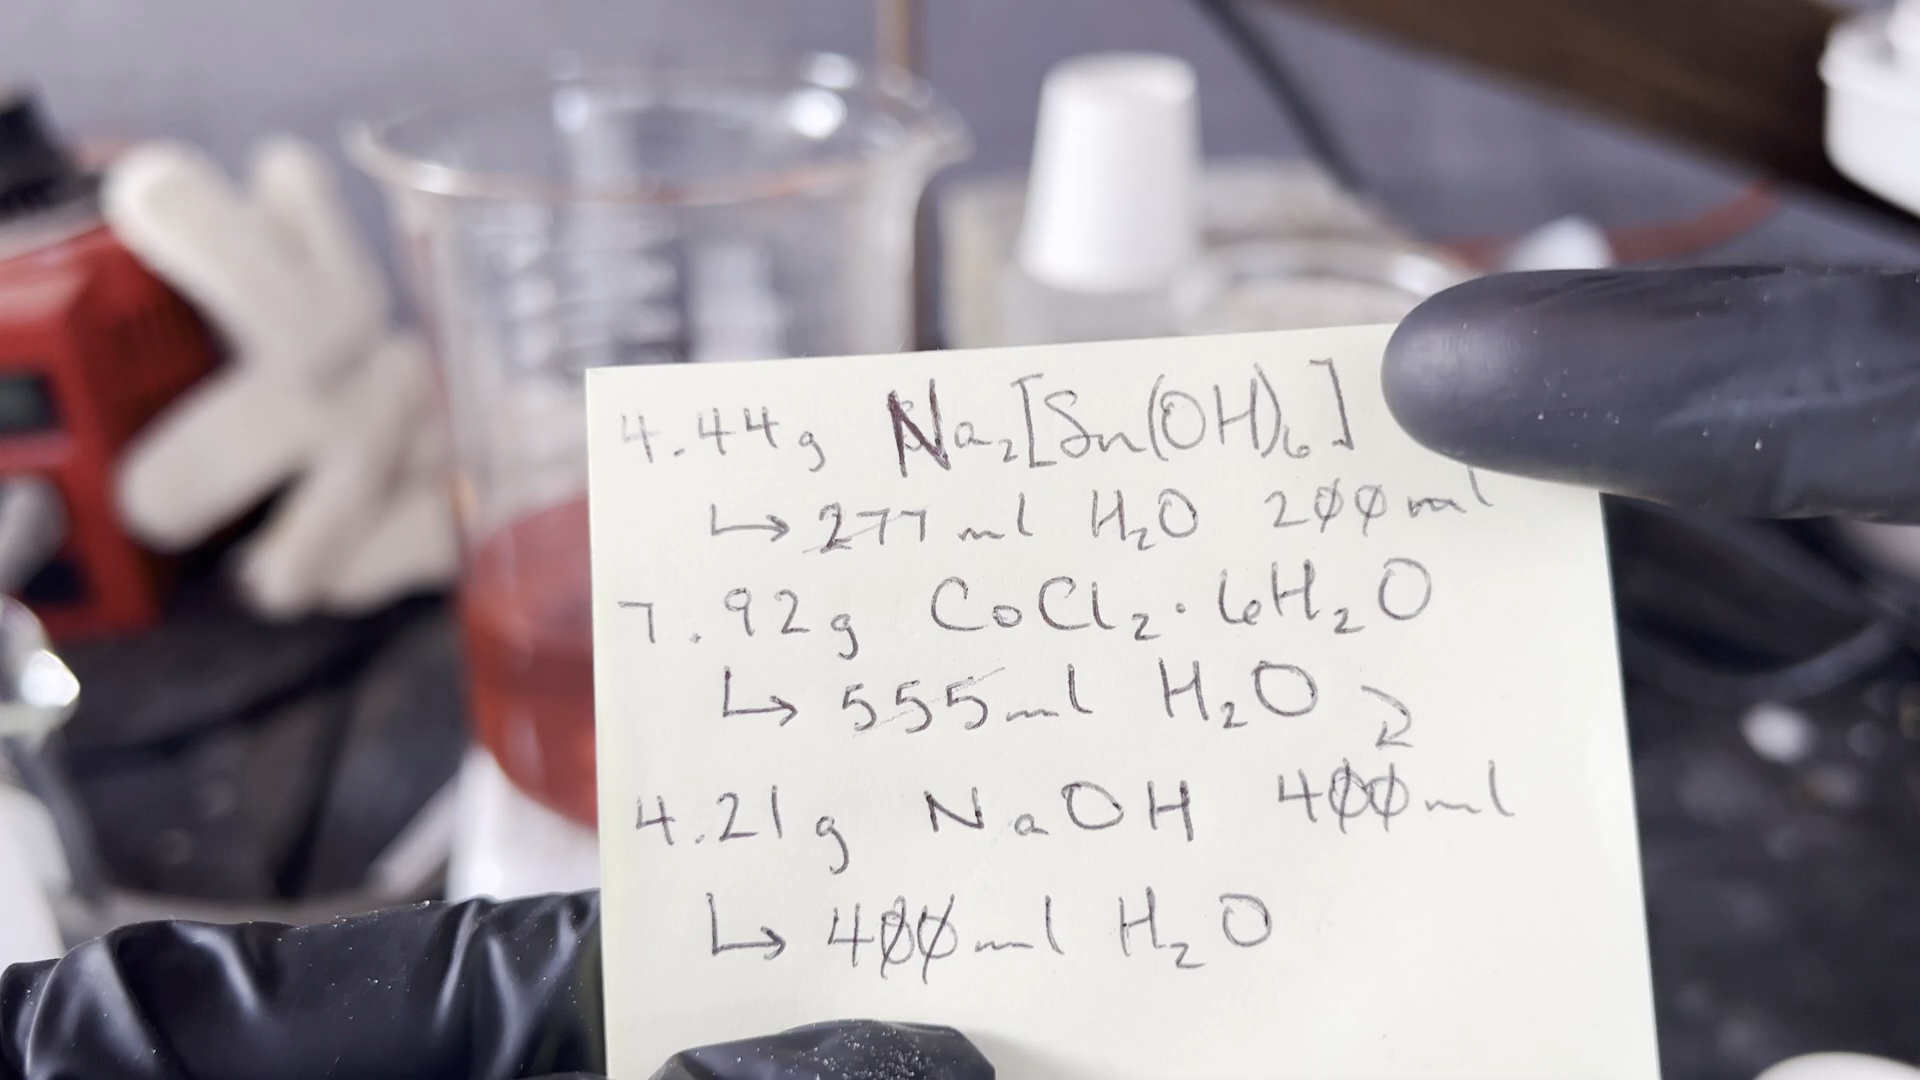 4.44g Na₂[Sn(OH)₆]
↳ 277 ml H₂O 200 ml
7.92g CoCl₂·6H₂O
↳ 555 ml H₂O
4.21g NaOH 400 ml
↳ 400 ml H₂O